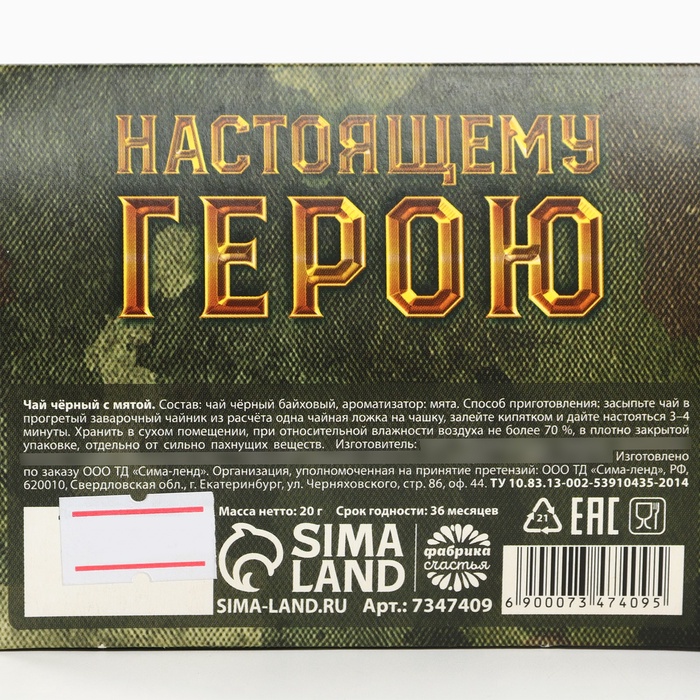 НАСТОЯЩЕМУ
ГЕРОЮ
Чай чёрный с мятой. Состав: чай чёрный байховый, ароматизатор: мята. Способ приготовления: засыпьте чай в
прогретый заварочный чайник из расчёта одна чайная ложка на чашку, залейте кипятком и дайте настояться 3–4
минуты. Хранить в сухом помещении, при относительной влажности воздуха не более 70 %, в плотно закрытой
упаковке, отдельно от сильно пахнущих веществ. Изготовитель:
Изготовлено
по заказу ООО ТД «Сима-ленд». Организация, уполномоченная на принятие претензий: ООО ТД «Сима-ленд», РФ,
620010, Свердловская обл., г. Екатеринбург, ул. Черняховского, стр. 86, оф. 44. ТУ 10.83.13-002-53910435-2014
Масса нетто: 20 г Срок годности: 36 месяцев
21 EAC
SIMA
LAND
фабрика
счастья
SIMA-LAND.RU Арт.: 7347409
6 900073 474095